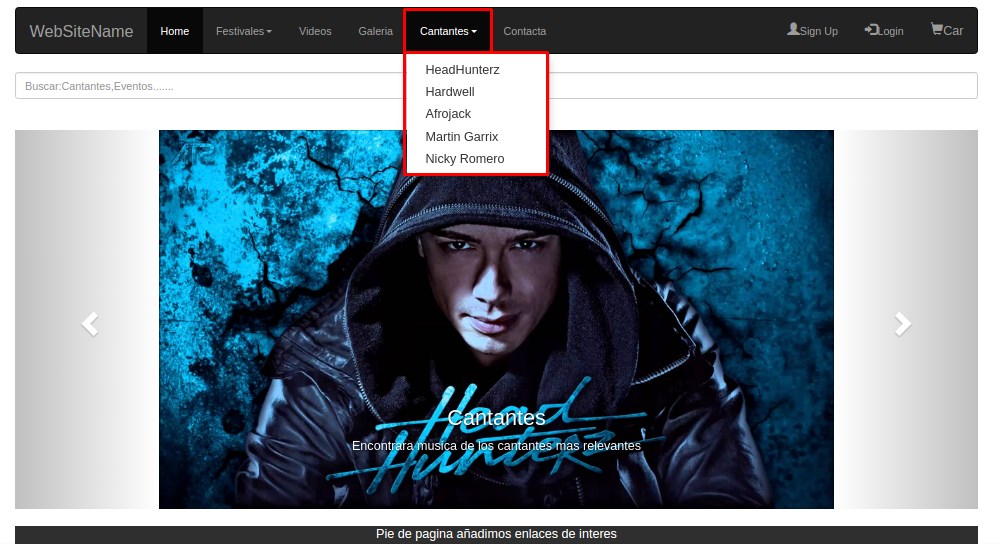 WebSiteName Home Festivales Videos Galeria Cantantes Contacta Sign Up Login Car
HeadHunterz
Buscar:Cantantes,Eventos.......
Hardwell
Afrojack
Martin Garrix
Nicky Romero
Head
Cantantes
Encontrara musica de los cantantes mas relevantes
Hunterz
Pie de pagina añadimos enlaces de interes